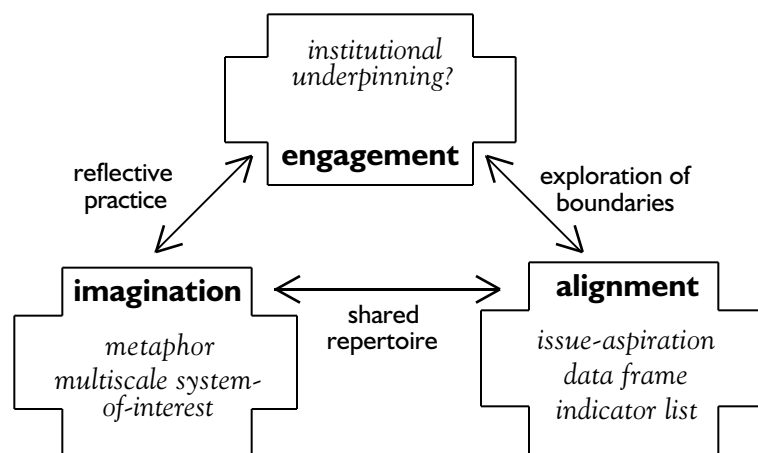 institutional
underpinning?
engagement
reflective
practice
exploration of
boundaries
imagination
alignment
shared
repertoire
metaphor
multiscale system-
of-interest
issue-aspiration
data frame
indicator list